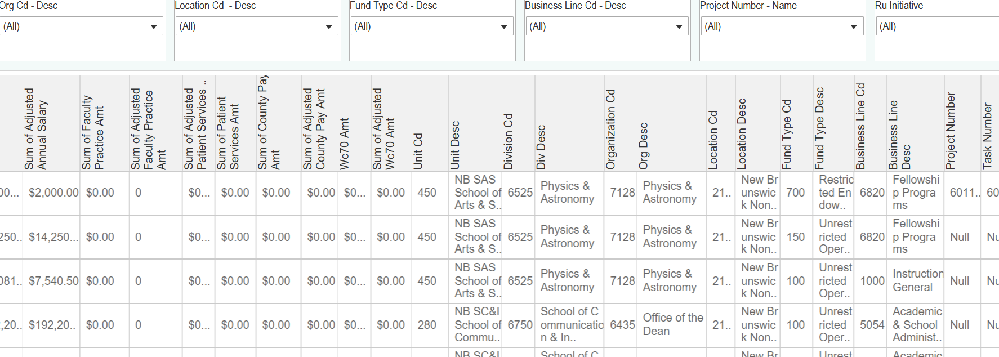 Org Cd - Desc Location Cd - Desc Fund Type Cd - Desc Business Line Cd - Desc Project Number - Name Ru Initiative
(All) (All) (All) (All) (All) (All)
Sum of Adjusted
Annual Salary
Sum of Faculty
Practice Amt
Sum of Adjusted
Faculty Practice
Amt
Sum of Adjusted
Patient Services ..
Sum of Patient
Services Amt
Sum of County Pay
Amt
Sum of Adjusted
County Pay Amt
Wc70 Amt
Sum of Adjusted
Wc70 Amt
Unit Cd
Unit Desc
Division Cd
Div Desc
Organization Cd
Org Desc
Location Cd
Location Desc
Fund Type Cd
Fund Type Desc
Business Line Cd
Business Line
Desc
Project Number
Task Number
00... $2,000.00 $0.00 0 $0... $0.00 $0.00 $0.00 $0... $0.00 450
NB SAS
School of
Arts & S..
6525
Physics &
Astronomy
7128
Physics &
Astronomy
21..
New Br
unswic
k Non..
700
Restric
ted En
dow..
6820
Fellowshi
p Progra
ms
6011.. 60
250.. $14,250... $0.00 0 $0... $0.00 $0.00 $0.00 $0... $0.00 450
NB SAS
School of
Arts & S..
6525
Physics &
Astronomy
7128
Physics &
Astronomy
21..
New Br
unswic
k Non..
150
Unrest
ricted
Oper..
6820
Fellowshi
p Progra
ms
Null Nu
081.. $7,540.50 $0.00 0 $0... $0.00 $0.00 $0.00 $0... $0.00 450
NB SAS
School of
Arts & S..
6525
Physics &
Astronomy
7128
Physics &
Astronomy
21..
New Br
unswic
k Non..
100
Unrest
ricted
Oper..
1000
Instruction
General
Null Nu
,20.. $192,20.. $0.00 0 $0... $0.00 $0.00 $0.00 $0... $0.00 280
NB SC&I
School of
Commu..
6750
School of C
ommunicatio
n & In..
6435
Office of the
Dean
21..
New Br
unswic
k Non..
100
Unrest
ricted
Oper..
5054
Academic
& School
Administ..
Null Nu
NB SC&I School of C New Br Unrest Academic